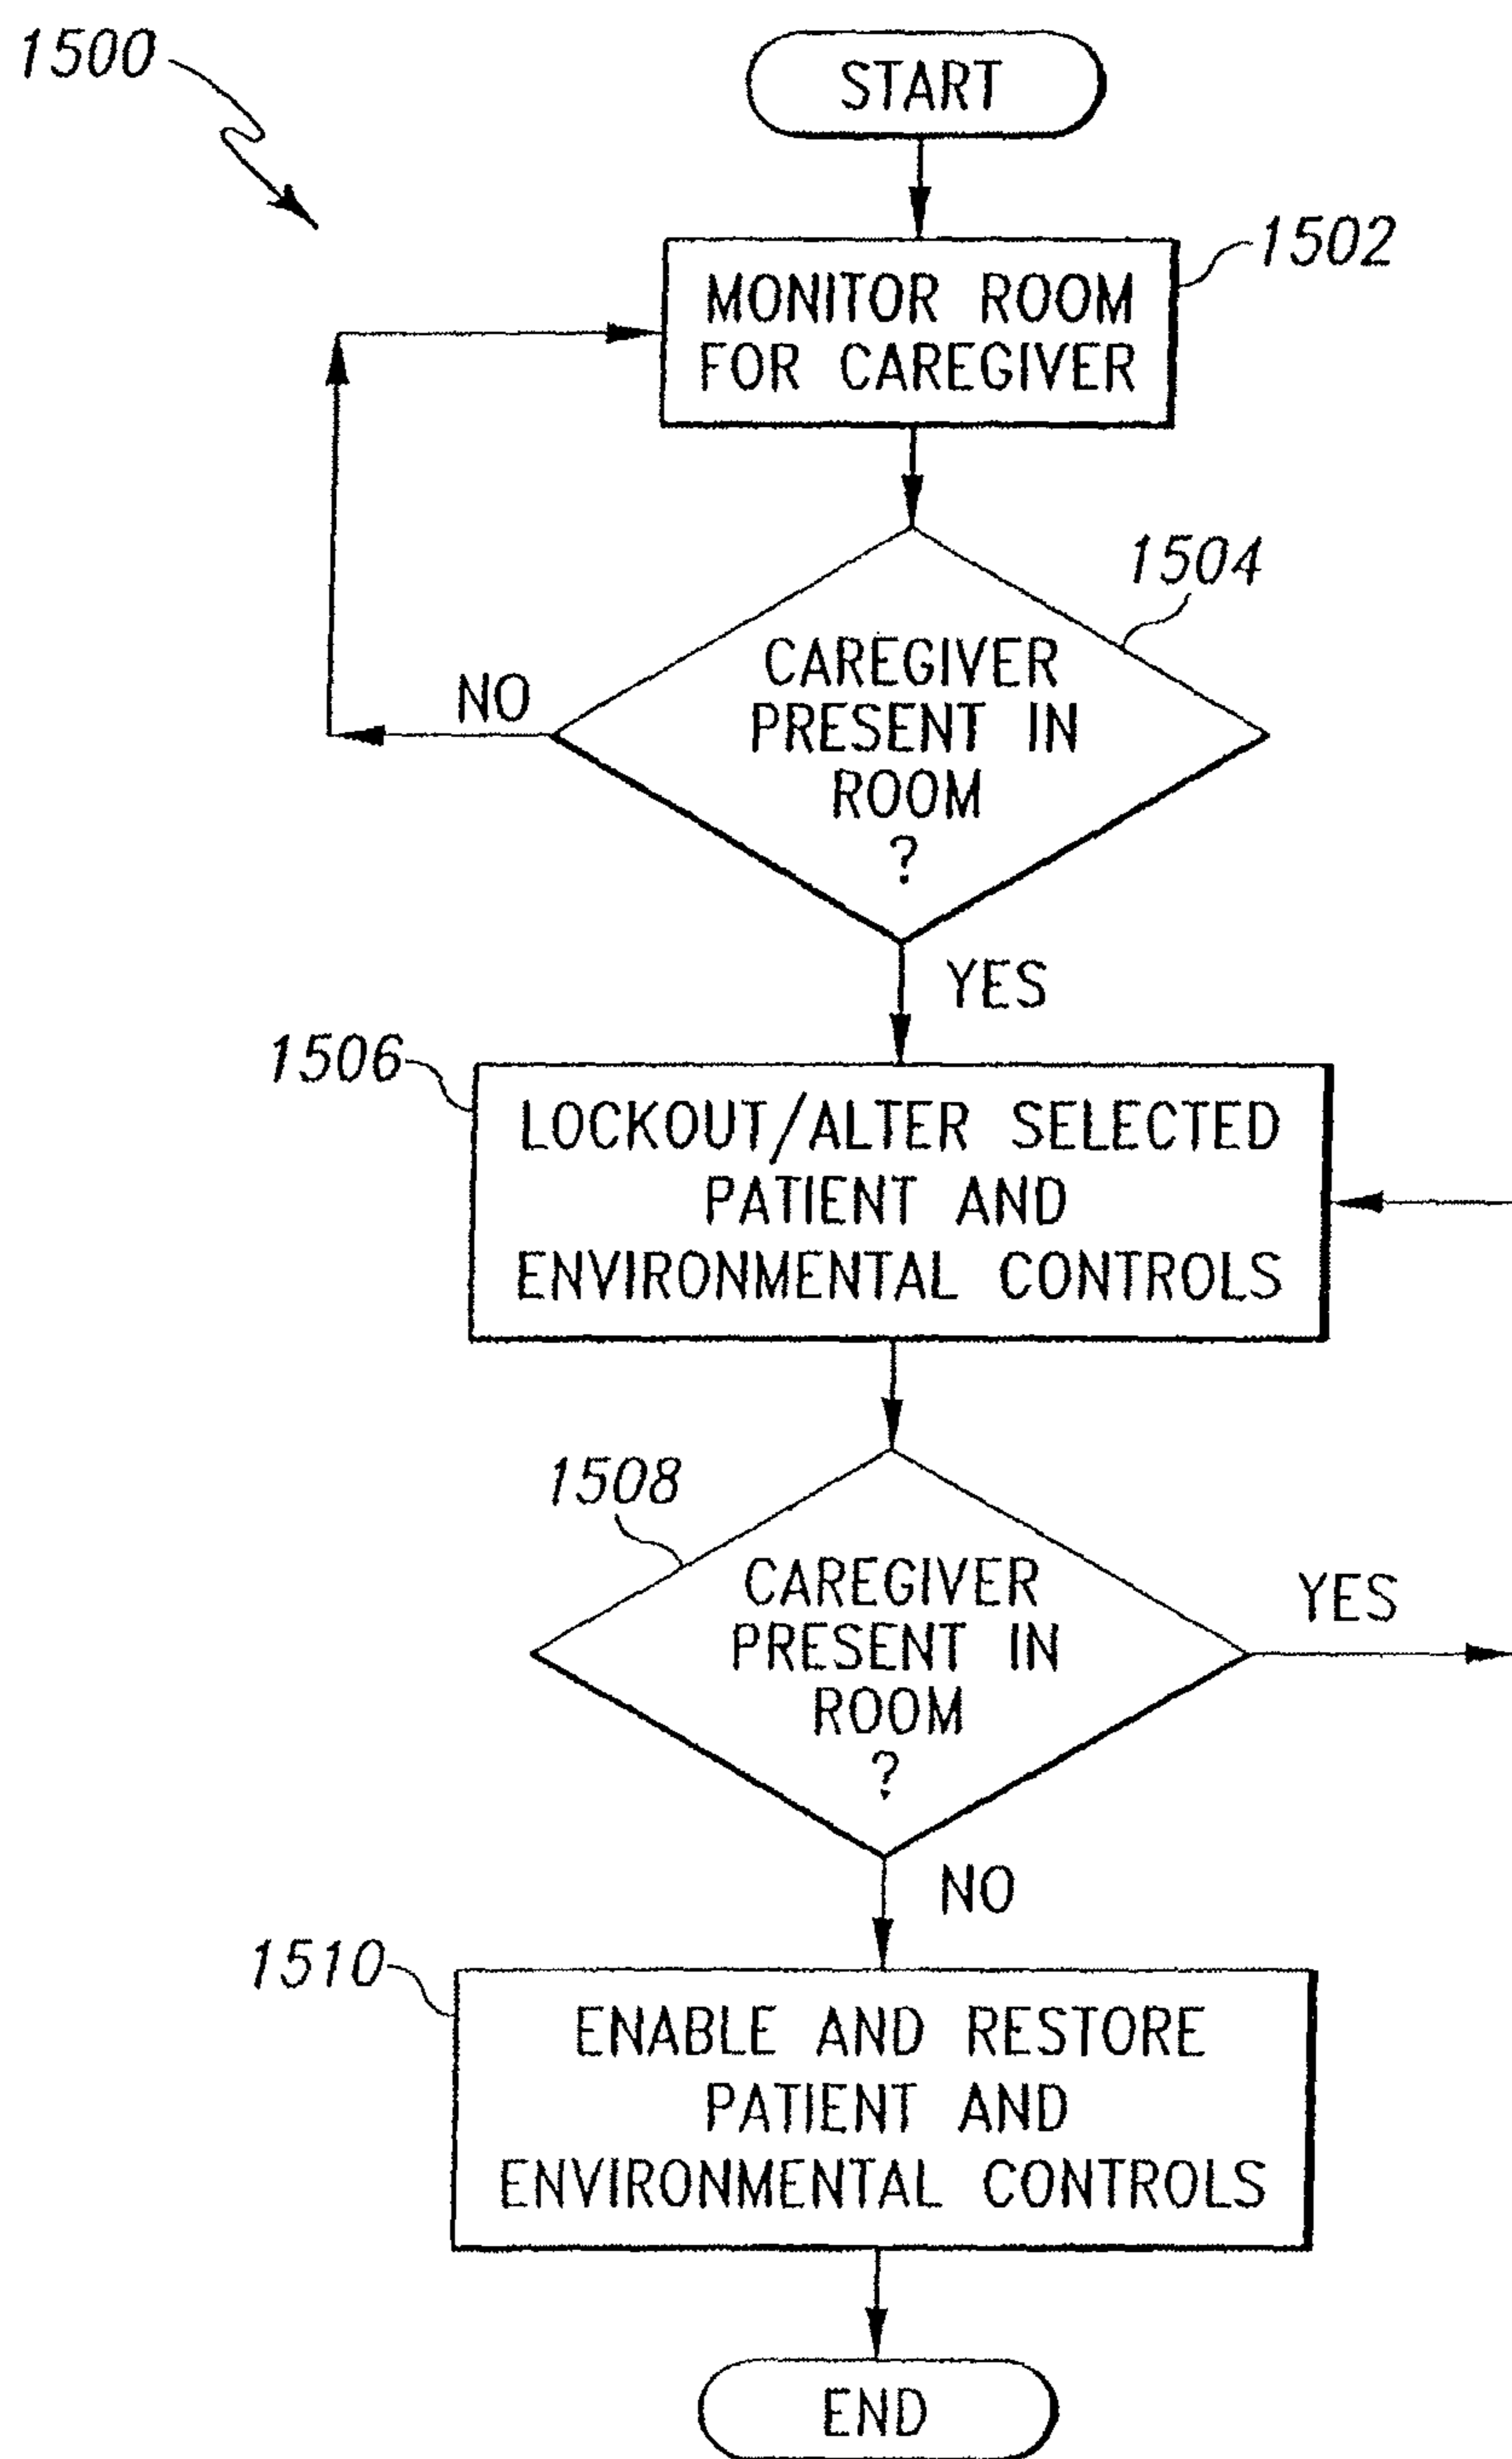 1500
START
1502
MONITOR ROOM
FOR CAREGIVER
1504
CAREGIVER
PRESENT IN
ROOM
?
NO
YES
1506
LOCKOUT/ALTER SELECTED
PATIENT AND
ENVIRONMENTAL CONTROLS
1508
CAREGIVER
PRESENT IN
ROOM
?
YES
NO
1510
ENABLE AND RESTORE
PATIENT AND
ENVIRONMENTAL CONTROLS
END